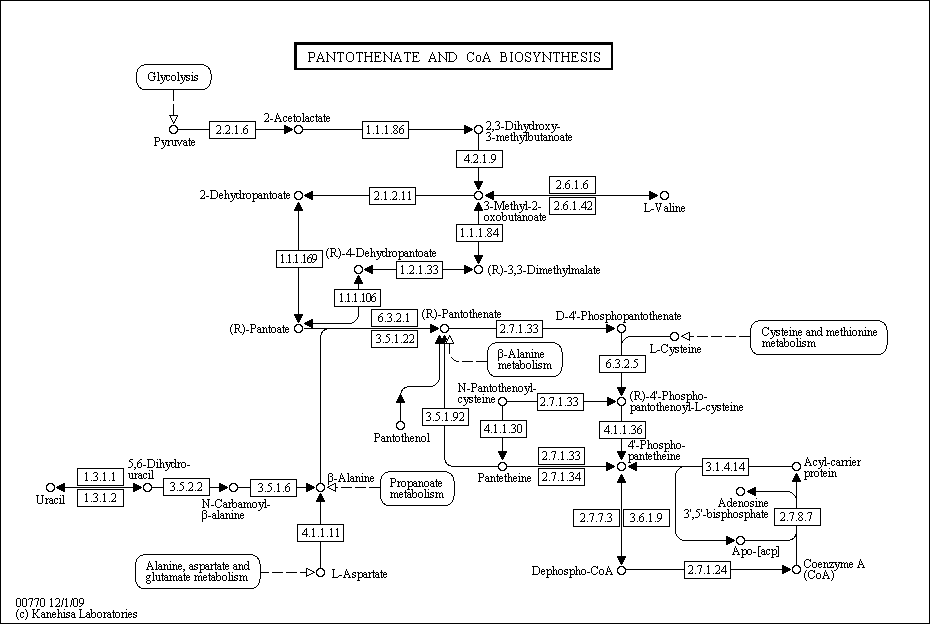 PANTOTHENATE AND CoA BIOSYNTHESIS
Glycolysis
2-Acetolactate
Pyruvate
2.2.1.6
1.1.1.86
2,3-Dihydroxy-
3-methylbutanoate
4.2.1.9
2-Dehydropantoate
2.1.2.11
2.6.1.6
2.6.1.42
3-Methyl-2-
oxobutanoate
L-Valine
1.1.1.84
1.1.1.169
(R)-4-Dehydropantoate
1.2.1.33
(R)-3,3-Dimethylmalate
1.1.1.106
(R)-Pantoate
6.3.2.1
3.5.1.22
(R)-Pantothenate
2.7.1.33
D-4'-Phosphopantothenate
L-Cysteine
Cysteine and methionine
metabolism
β-Alanine
metabolism
6.3.2.5
N-Pantothenoyl-
cysteine
2.7.1.33
(R)-4'-Phospho-
pantothenoyl-L-cysteine
3.5.1.92
4.1.1.30
4.1.1.36
Pantothenol
4'-Phospho-
pantetheine
2.7.1.33
2.7.1.34
Pantetheine
3.1.4.14
Acyl-carrier
protein
5,6-Dihydro-
uracil
1.3.1.1
1.3.1.2
Uracil
3.5.2.2
3.5.1.6
N-Carbamoyl-
β-alanine
β-Alanine
Propanoate
metabolism
Adenosine
3',5'-bisphosphate
2.7.7.3
3.6.1.9
2.7.8.7
4.1.1.11
Apo-[acp]
Alanine, aspartate and
glutamate metabolism
L-Aspartate
Dephospho-CoA
2.7.1.24
Coenzyme A
(CoA)
00770 12/1/09
(c) Kanehisa Laboratories